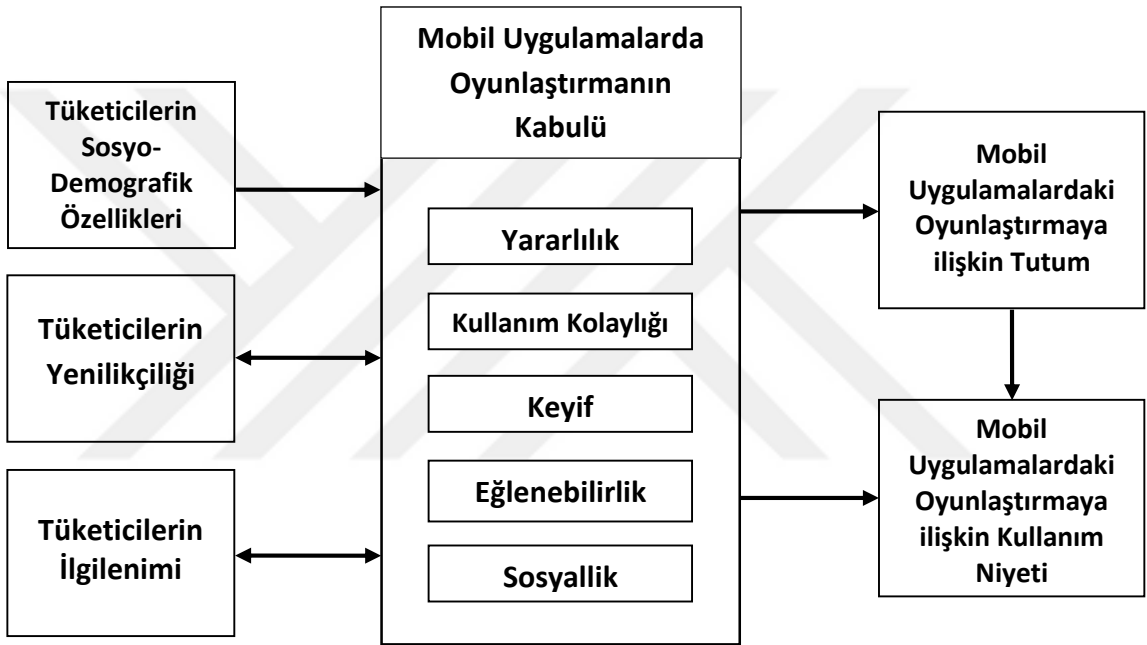 Mobil Uygulamalarda
Oyunlaştırmanın
Kabulü
Tüketicilerin
Sosyo-
Demografik
Özellikleri
Tüketicilerin
Yenilikçiliği
Tüketicilerin
İlgilenimi
Yararlılık
Kullanım Kolaylığı
Keyif
Eğlenebilirlik
Sosyallik
Mobil
Uygulamalardaki
Oyunlaştırmaya
ilişkin Tutum
Mobil
Uygulamalardaki
Oyunlaştırmaya
ilişkin Kullanım
Niyeti